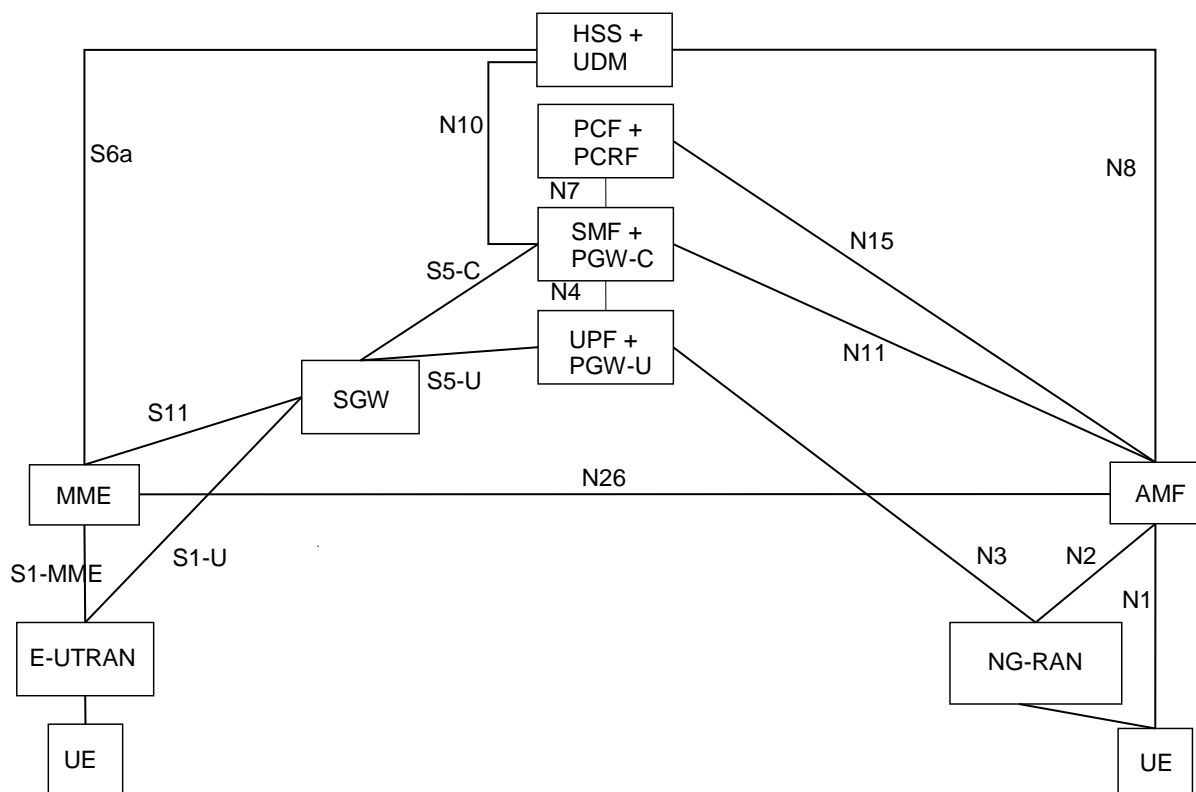 HSS +
UDM
N10
PCF +
PCRF
S6a
N8
N7
SMF +
PGW-C
N15
S5-C
N4
UPF +
PGW-U
N11
S5-U
SGW
S11
N26
MME
AMF
S1-U
N3
N2
S1-MME
N1
E-UTRAN
NG-RAN
UE
UE